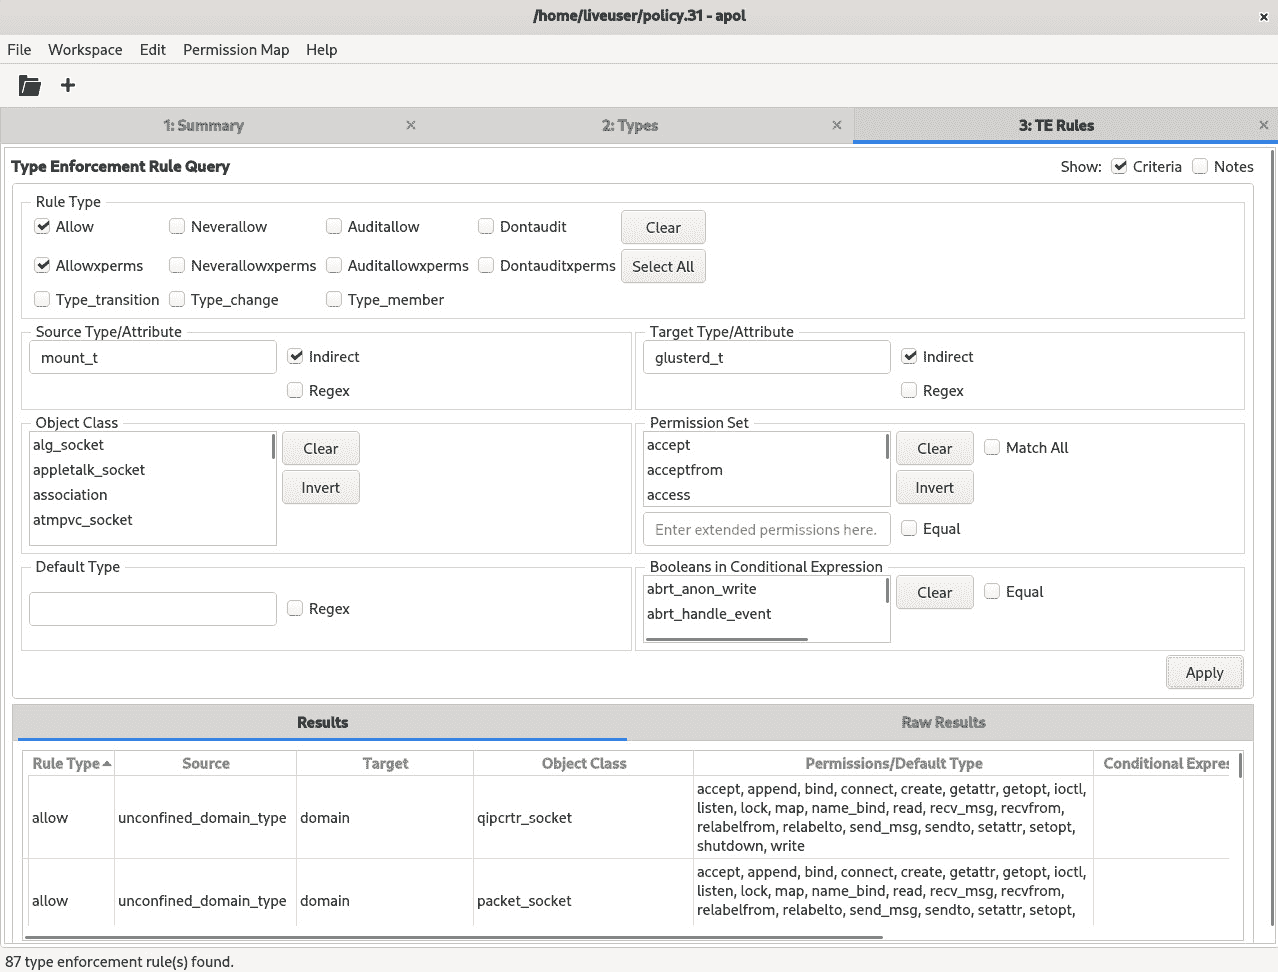 /home/liveuser/policy.31 - apol
File Workspace Edit Permission Map Help
1: Summary 2: Types 3: TE Rules
Type Enforcement Rule Query Show: Criteria Notes
Rule Type
Allow Neverallow Auditallow Dontaudit Clear
Allowxperms Neverallowxperms Auditallowxperms Dontauditxperms Select All
Type_transition Type_change Type_member
Source Type/Attribute
mount_t Indirect
Regex
Target Type/Attribute
glusterd_t Indirect
Regex
Object Class
alg_socket
appletalk_socket
association
atmpvc_socket
Clear
Invert
Permission Set
accept
acceptfrom
access
Clear Match All
Invert
Enter extended permissions here. Equal
Default Type
Regex
Booleans in Conditional Expression
abrt_anon_write
abrt_handle_event
Clear Equal
Apply
Results Raw Results
Rule Type Source Target Object Class Permissions/Default Type Conditional Expres
allow unconfined_domain_type domain qipcrtr_socket
accept, append, bind, connect, create, getattr, getopt, ioctl,
listen, lock, map, name_bind, read, recv_msg, recvfrom,
relabelfrom, relabelto, send_msg, sendto, setattr, setopt,
shutdown, write
allow unconfined_domain_type domain packet_socket
accept, append, bind, connect, create, getattr, getopt, ioctl,
listen, lock, map, name_bind, read, recv_msg, recvfrom,
relabelfrom, relabelto, send_msg, sendto, setattr, setopt,
87 type enforcement rule(s) found.